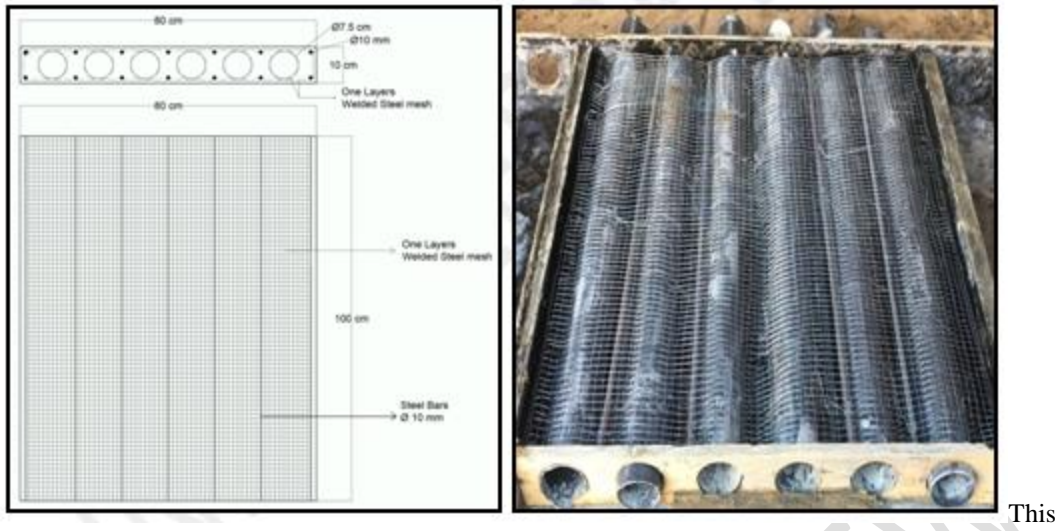 80 cm
Ø7.5 cm
Ø10 mm
10 cm
One Layers
Welded Steel mesh
80 cm
One Layers
Welded Steel mesh
100 cm
Steel Bars
Ø 10 mm
This